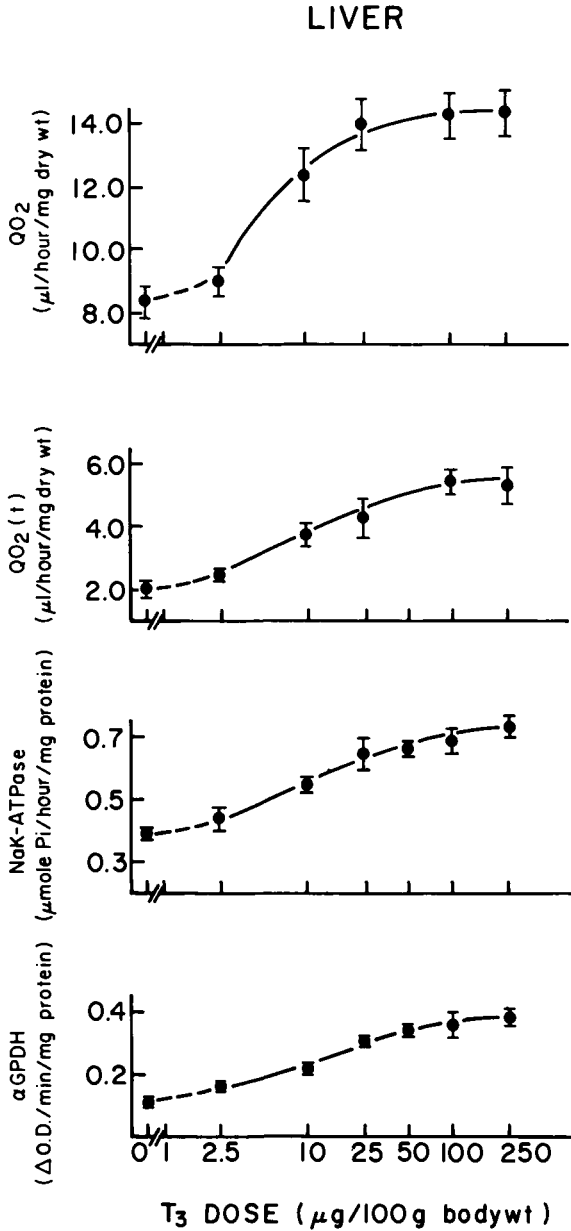 LIVER
QO2
(μl/hour/mg dry wt)
14.0
12.0
10.0
8.0
QO2(t)
(μl/hour/mg dry wt)
6.0
4.0
2.0
NaK-ATPase
(μmole Pi/hour/mg protein)
0.7
0.5
0.3
αGPDH
(ΔO.D./min/mg protein)
0.4
0.2
0 1 2.5 10 25 50 100 250
T3 DOSE (μg/100g bodywt)